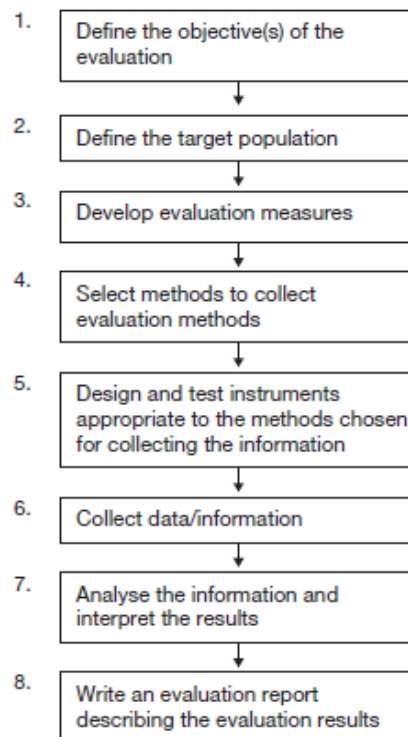 1.
Define the objective(s) of the
evaluation
2.
Define the target population
3.
Develop evaluation measures
4.
Select methods to collect
evaluation methods
5.
Design and test instruments
appropriate to the methods chosen
for collecting the information
6.
Collect data/information
7.
Analyse the information and
interpret the results
8.
Write an evaluation report
describing the evaluation results